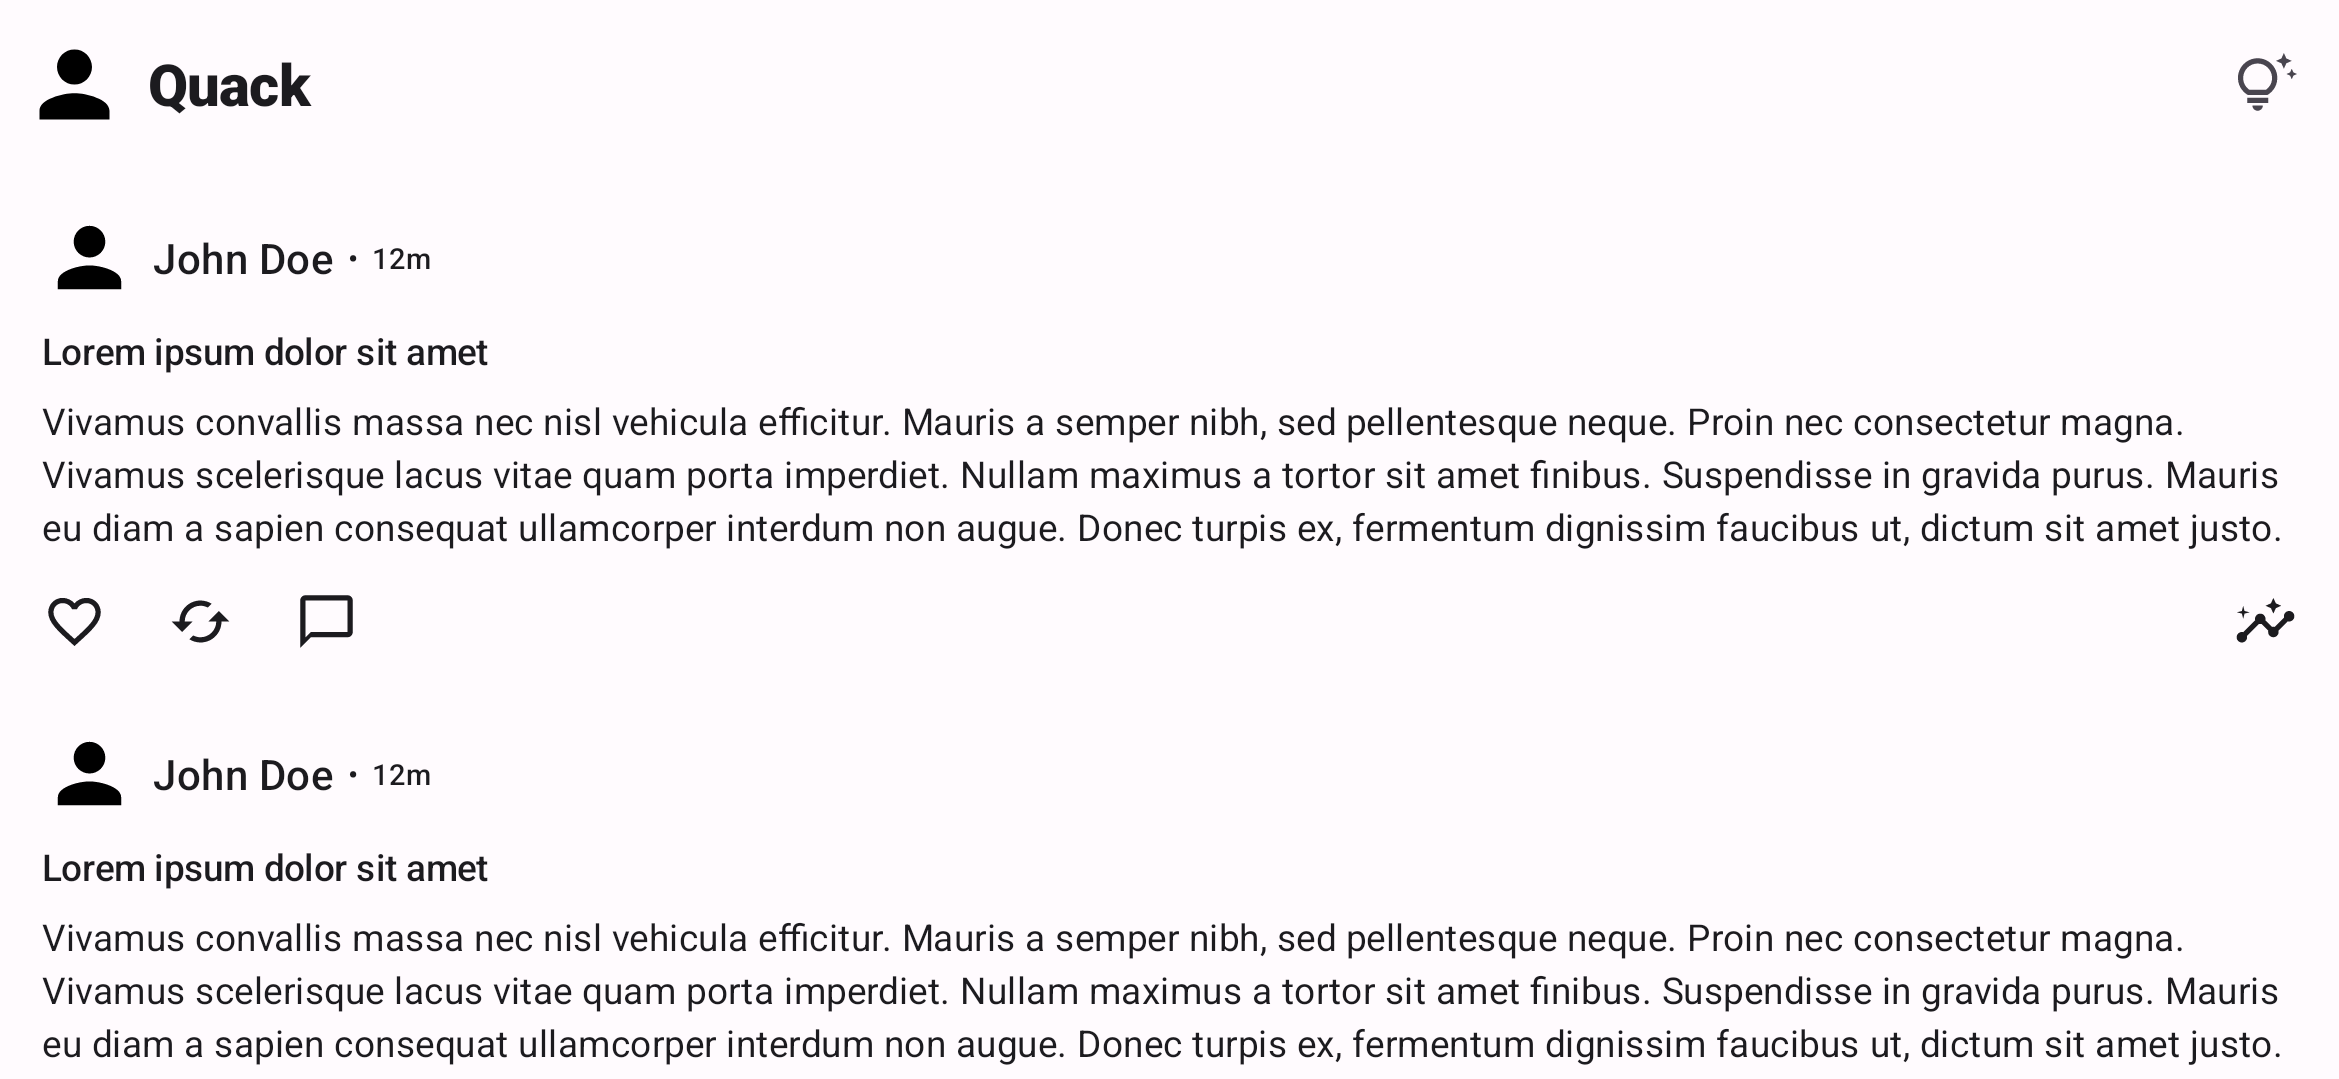 Quack
John Doe • 12m
Lorem ipsum dolor sit amet
Vivamus convallis massa nec nisl vehicula efficitur. Mauris a semper nibh, sed pellentesque neque. Proin nec consectetur magna.
Vivamus scelerisque lacus vitae quam porta imperdiet. Nullam maximus a tortor sit amet finibus. Suspendisse in gravida purus. Mauris
eu diam a sapien consequat ullamcorper interdum non augue. Donec turpis ex, fermentum dignissim faucibus ut, dictum sit amet justo.
John Doe • 12m
Lorem ipsum dolor sit amet
Vivamus convallis massa nec nisl vehicula efficitur. Mauris a semper nibh, sed pellentesque neque. Proin nec consectetur magna.
Vivamus scelerisque lacus vitae quam porta imperdiet. Nullam maximus a tortor sit amet finibus. Suspendisse in gravida purus. Mauris
eu diam a sapien consequat ullamcorper interdum non augue. Donec turpis ex, fermentum dignissim faucibus ut, dictum sit amet justo.